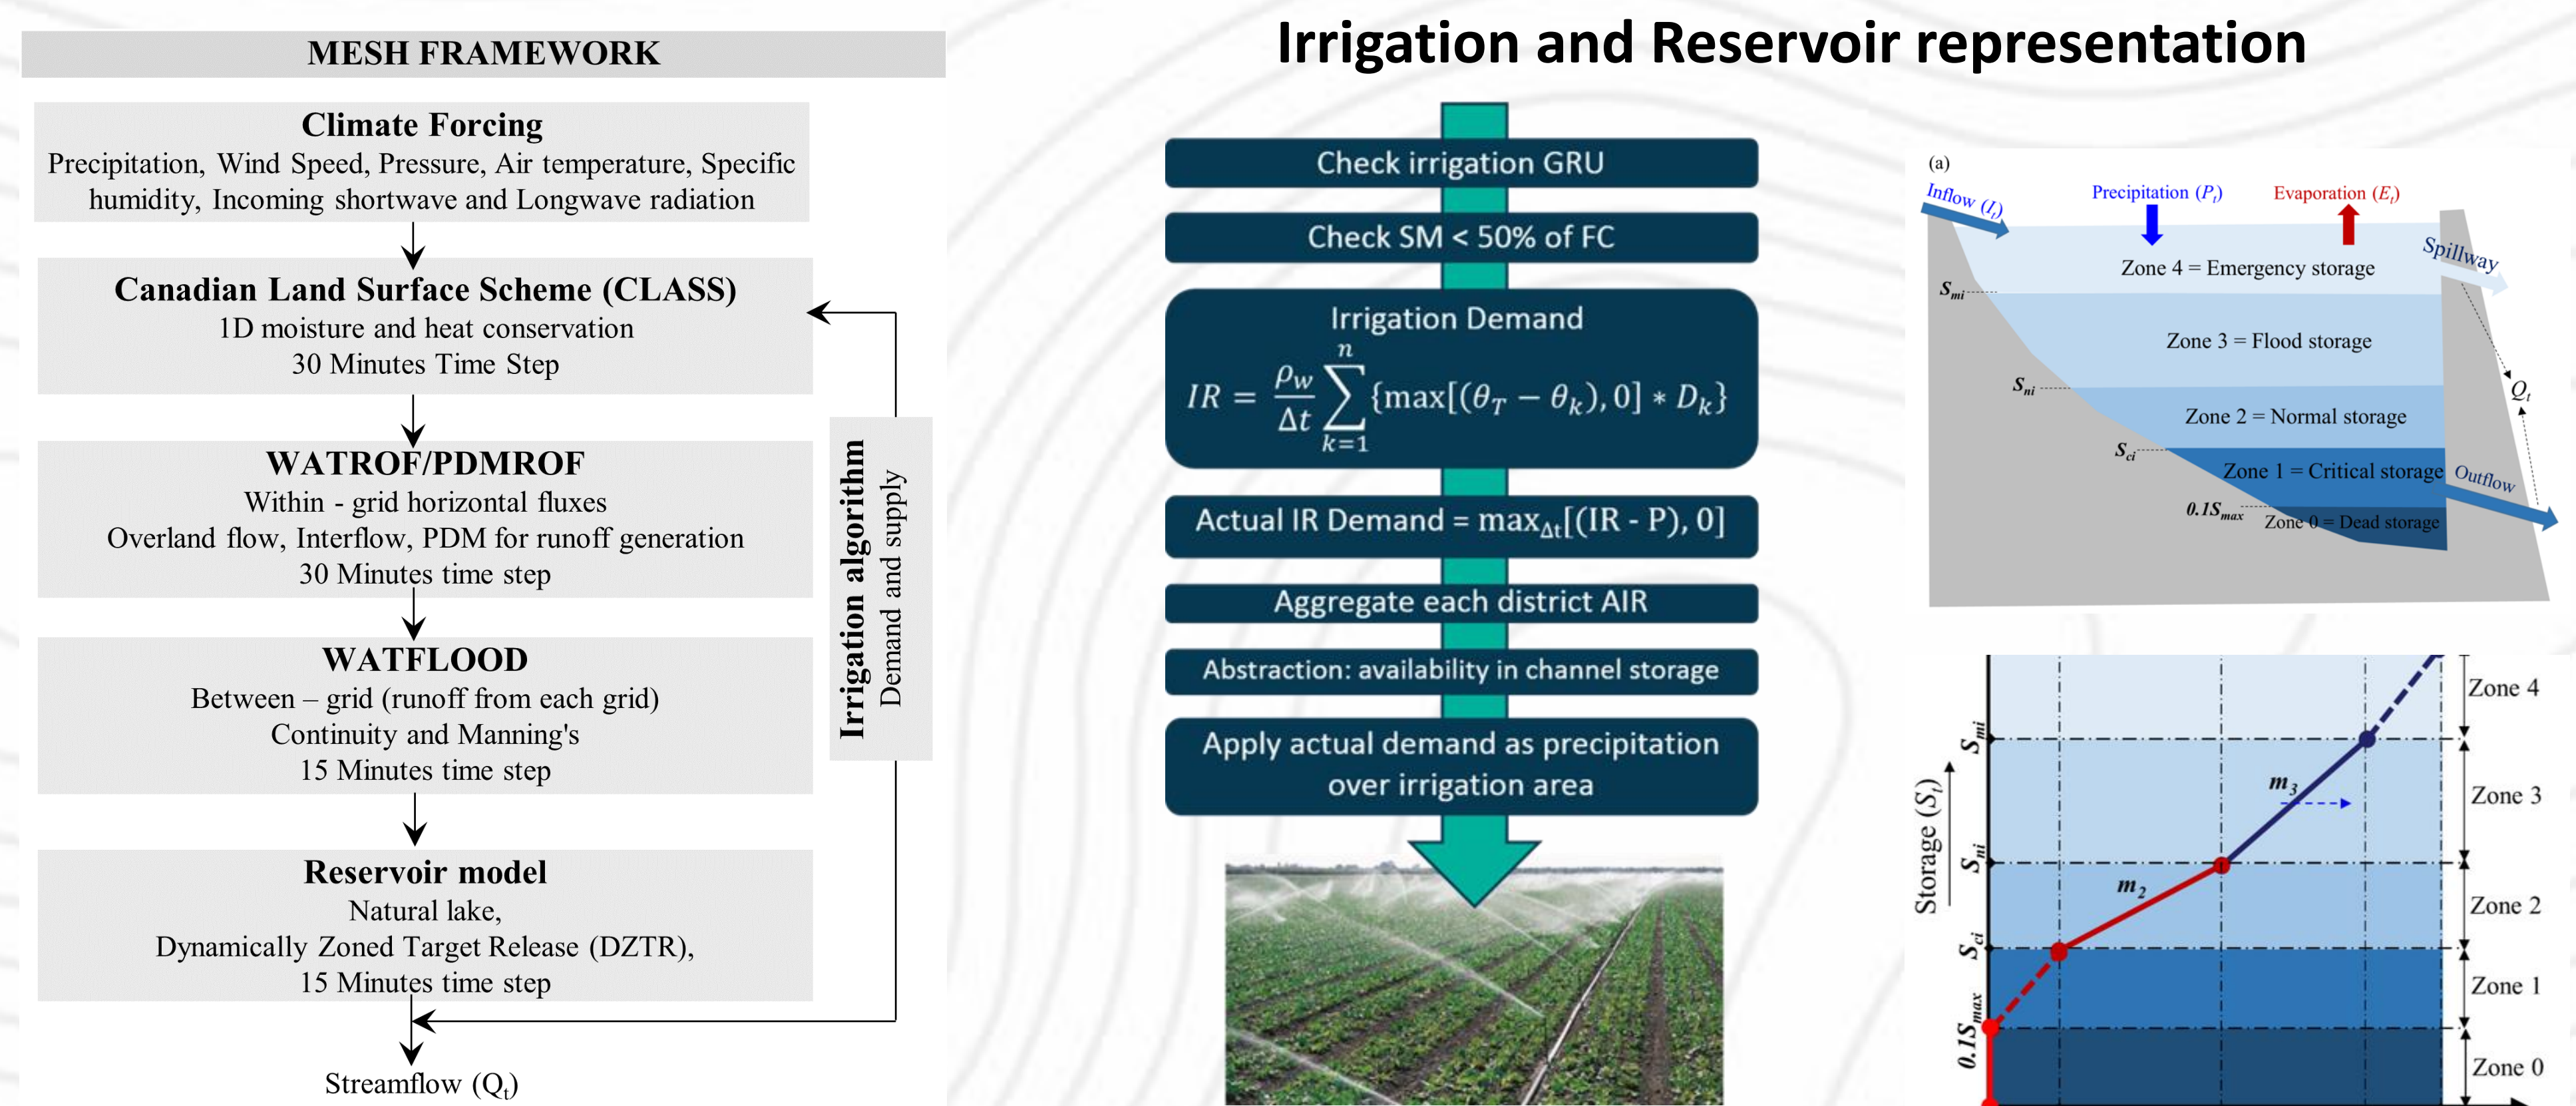 MESH FRAMEWORK
Climate Forcing
Precipitation, Wind Speed, Pressure, Air temperature, Specific
humidity, Incoming shortwave and Longwave radiation
Canadian Land Surface Scheme (CLASS)
1D moisture and heat conservation
30 Minutes Time Step
WATROF/PDMROF
Within - grid horizontal fluxes
Overland flow, Interflow, PDM for runoff generation
30 Minutes time step
WATFLOOD
Between – grid (runoff from each grid)
Continuity and Manning's
15 Minutes time step
Reservoir model
Natural lake,
Dynamically Zoned Target Release (DZTR),
15 Minutes time step
Streamflow (Qt)
Irrigation algorithm
Demand and supply
Irrigation and Reservoir representation
Check irrigation GRU
Check SM < 50% of FC
Irrigation Demand
IR = ρw/Δt ∑_{k=1}^{n} {max[(θT − θk), 0] * Dk}
Actual IR Demand = maxΔt[(IR - P), 0]
Aggregate each district AIR
Abstraction: availability in channel storage
Apply actual demand as precipitation
over irrigation area
(a)
Inflow (It)
Precipitation (Pt)
Evaporation (Et)
Spillway
Zone 4 = Emergency storage
Smi
Zone 3 = Flood storage
Sni
Qt
Zone 2 = Normal storage
Sci
Zone 1 = Critical storage
Outflow
0.1Smax
Zone 0 = Dead storage
Storage (St)
Smi
Sni
Sci
0.1Smax
m3
m2
Zone 4
Zone 3
Zone 2
Zone 1
Zone 0